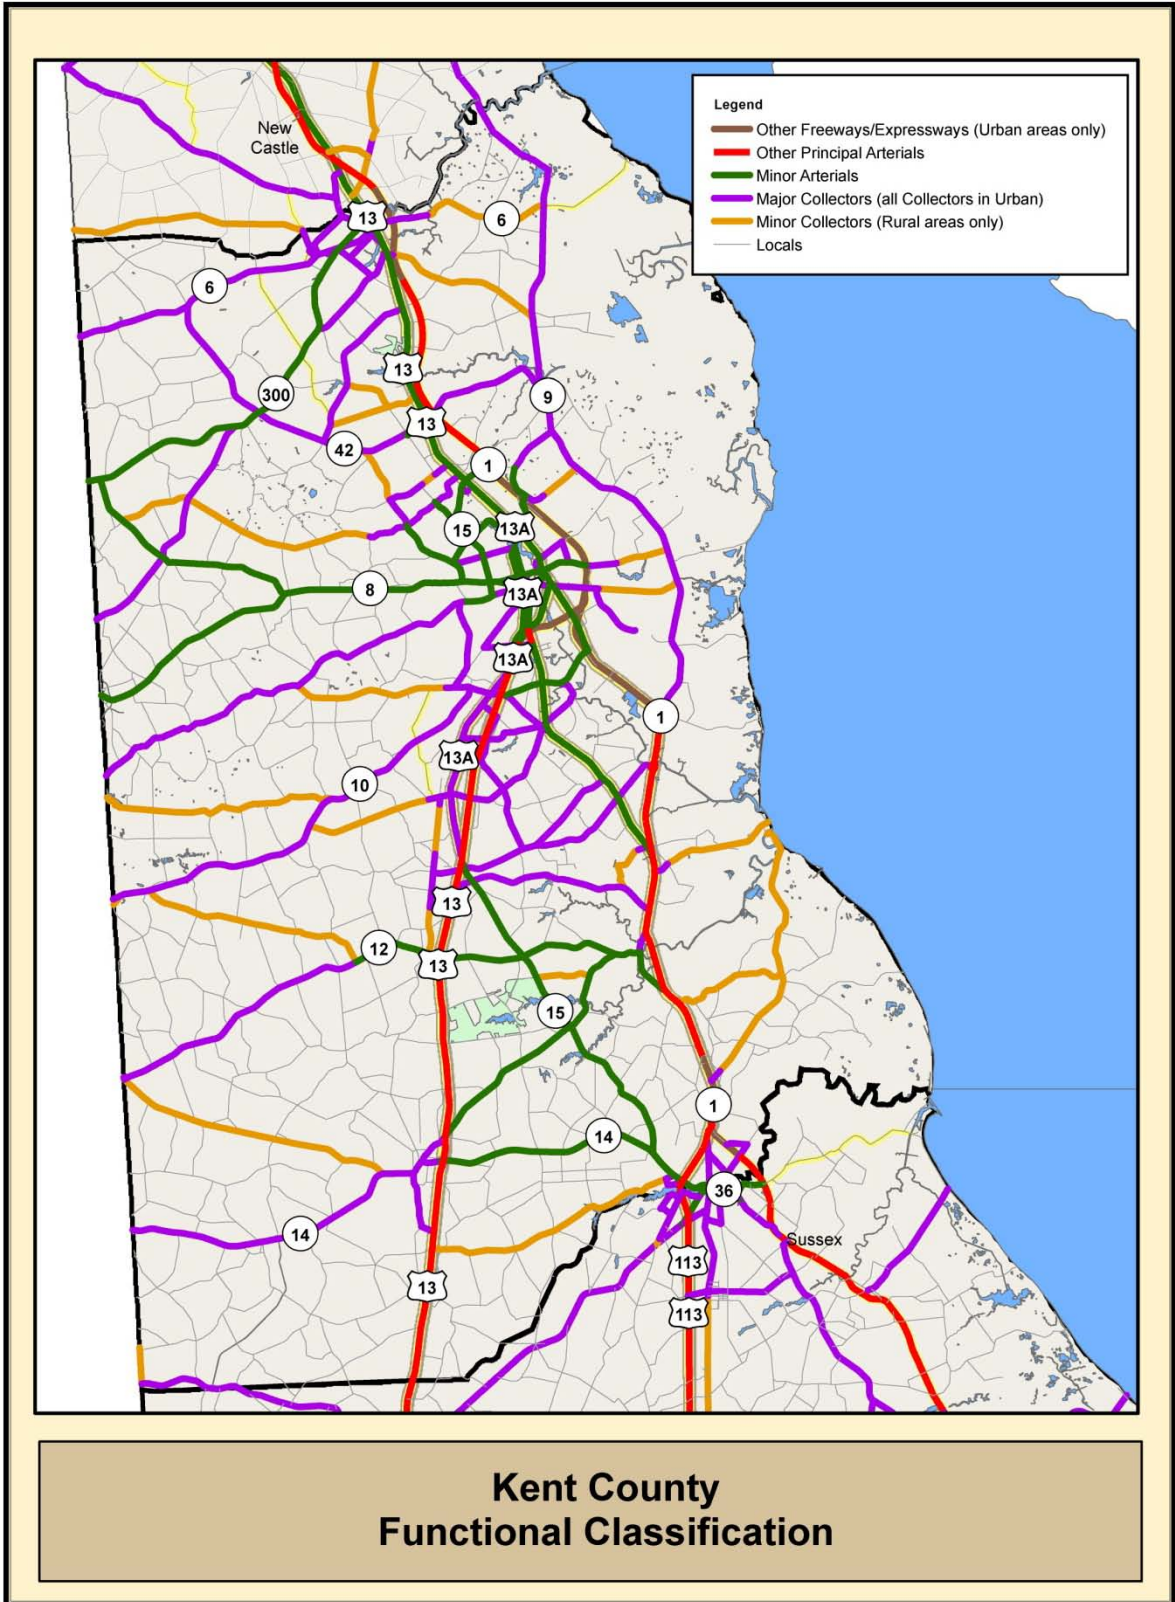 Legend
Other Freeways/Expressways (Urban areas only)
Other Principal Arterials
Minor Arterials
Major Collectors (all Collectors in Urban)
Minor Collectors (Rural areas only)
Locals
New
Castle
13
6
6
13
300
9
13
42
1
15
13A
8
13A
13A
1
13A
10
13
12
13
15
1
14
36
14
Sussex
113
13
113
Kent County
Functional Classification